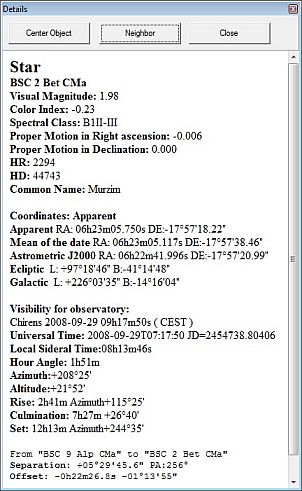 Details
Center Object Neighbor Close
Star
BSC 2 Bet CMa
Visual Magnitude: 1.98
Color Index: -0.23
Spectral Class: B1II-III
Proper Motion in Right ascension: -0.006
Proper Motion in Declination: 0.000
HR: 2294
HD: 44743
Common Name: Murzim
Coordinates: Apparent
Apparent RA: 06h23m05.750s DE:-17°57'18.22"
Mean of the date RA: 06h23m05.117s DE:-17°57'38.46"
Astrometric J2000 RA: 06h22m41.996s DE:-17°57'20.99"
Ecliptic L: +97°18'46" B:-41°14'48"
Galactic L: +226°03'35" B:-14°16'04"
Visibility for observatory:
Chirens 2008-09-29 09h17m50s ( CEST )
Universal Time: 2008-09-29T07:17:50 JD=2454738.80406
Local Sideral Time:08h13m46s
Hour Angle: 1h51m
Azimuth:+208°25'
Altitude:+21°52'
Rise: 2h41m Azimuth+115°25'
Culmination: 7h27m +26°40'
Set: 12h13m Azimuth+244°35'
From "BSC 9 Alp CMa" to "BSC 2 Bet CMa"
Separation: +05°29'45.6" PA:256°
Offset: -0h22m26.8s -01°13'55"